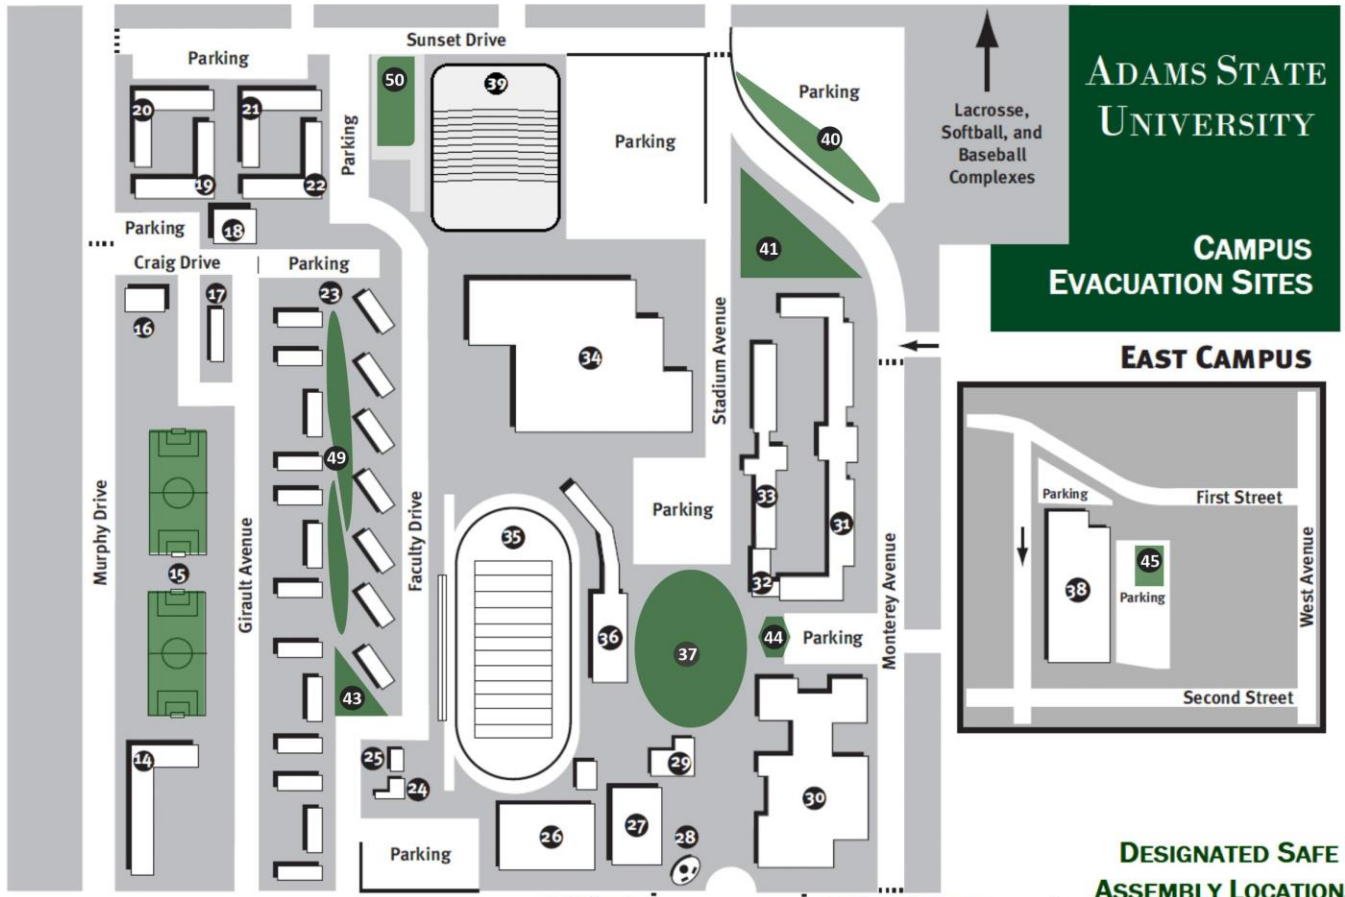 Sunset Drive
Parking
50
39
ADAMS STATE
UNIVERSITY
Parking
Lacrosse,
Softball, and
Baseball
Complexes
20
21
Parking
Parking
40
19
22
Parking
18
41
CAMPUS
EVACUATION SITES
Craig Drive
Parking
17
23
16
34
Stadium Avenue
EAST CAMPUS
49
33
31
32
Parking
35
Murphy Drive
Girault Avenue
Faculty Drive
15
36
37
44
Parking
Monterey Avenue
43
Parking
First Street
45
38
Parking
West Avenue
Second Street
14
25
24
29
30
26
27
28
Parking
DESIGNATED SAFE
ASSEMBLY LOCATION